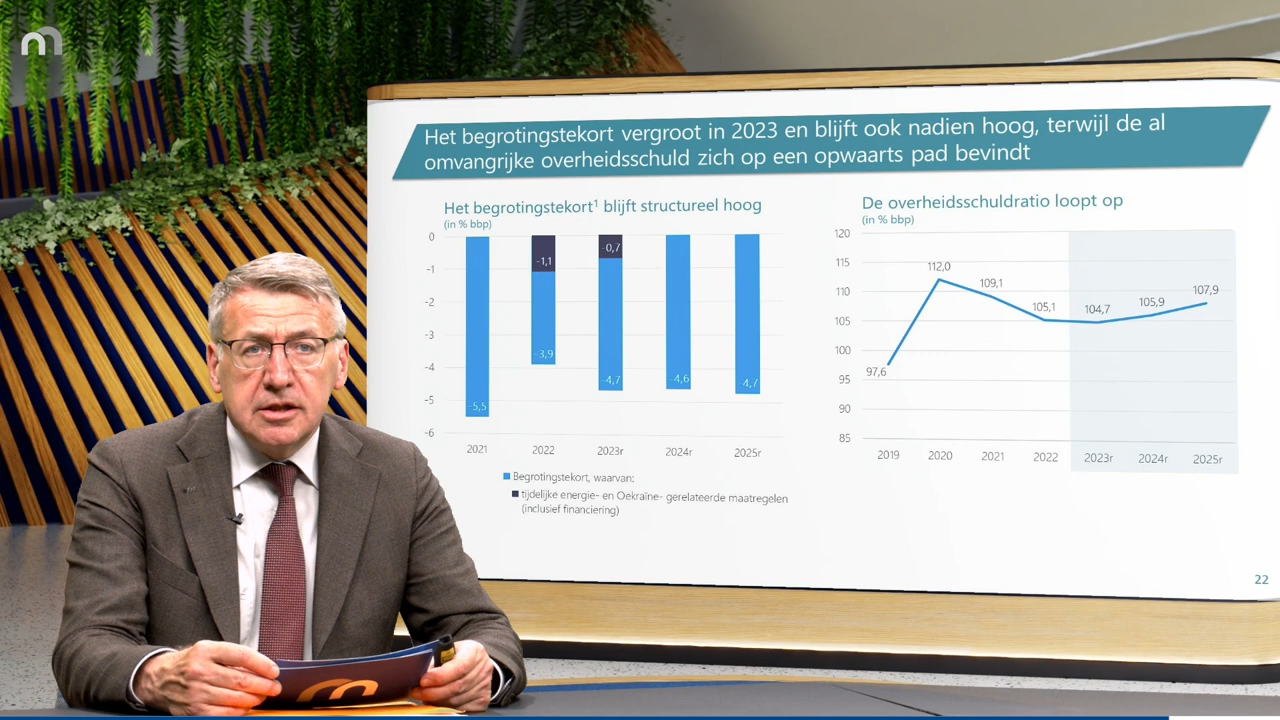 Het begrotingstekort vergroot in 2023 en blijft ook nadien hoog, terwijl de al
omvangrijke overheidsschuld zich op een opwaarts pad bevindt
Het begrotingstekort¹ blijft structureel hoog
(in % bbp)
0
-1
-2
-3
-4
-5
-6
-1,1
-0,7
-5,5
-3,9
-4,7
-4,6
-4,7
2021
2022
2023r
2024r
2025r
Begrotingstekort, waarvan:
tijdelijke energie- en Oekraïne- gerelateerde maatregelen
(inclusief financiering)
De overheidsschuldratio loopt op
(in % bbp)
120
115
110
105
100
95
90
85
97,6
112,0
109,1
105,1
104,7
105,9
107,9
2019
2020
2021
2022
2023r
2024r
2025r
22